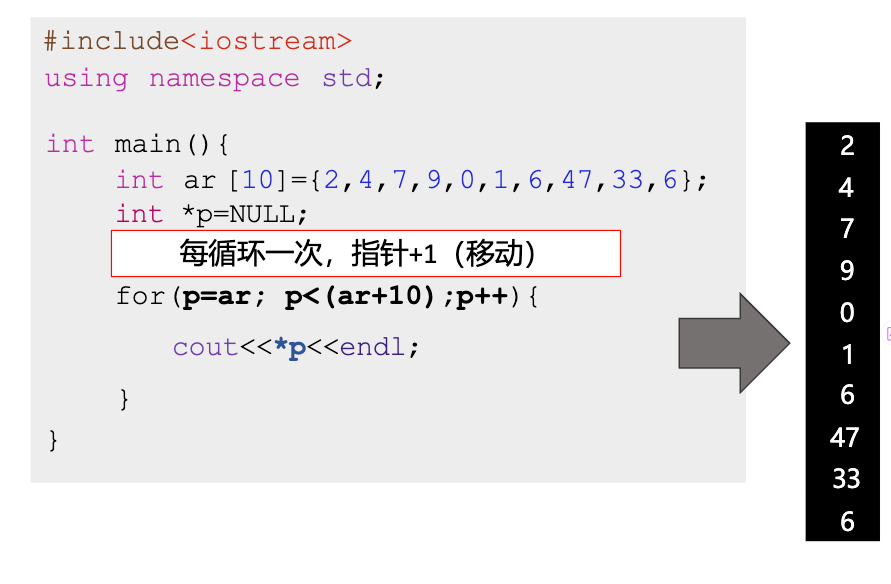 #include<iostream>
using namespace std;
int main(){
int ar[10]={2,4,7,9,0,1,6,47,33,6};
int *p=NULL;
每循环一次，指针+1（移动）
for(p=ar; p<(ar+10);p++){
cout<<*p<<endl;
}
}
2
4
7
9
0
1
6
47
33
6